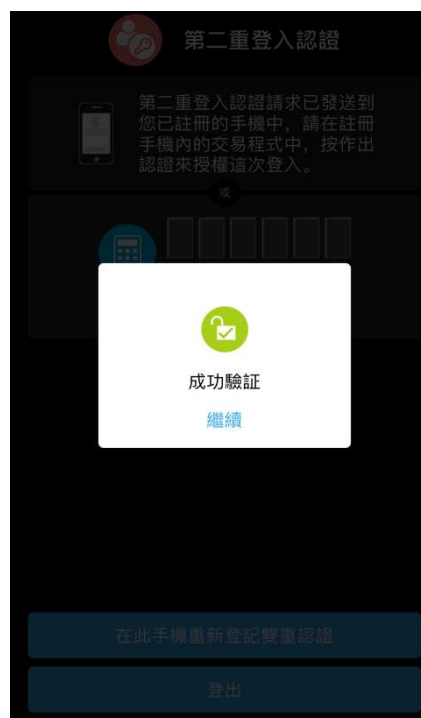 第二重登入認證
第二重登入認證請求已發送到
您已註冊的手機中，請在註冊
手機內的交易程式中，按作出
認證來授權這次登入。
或
成功驗証
繼續
在此手機重新登記雙重認證
登出